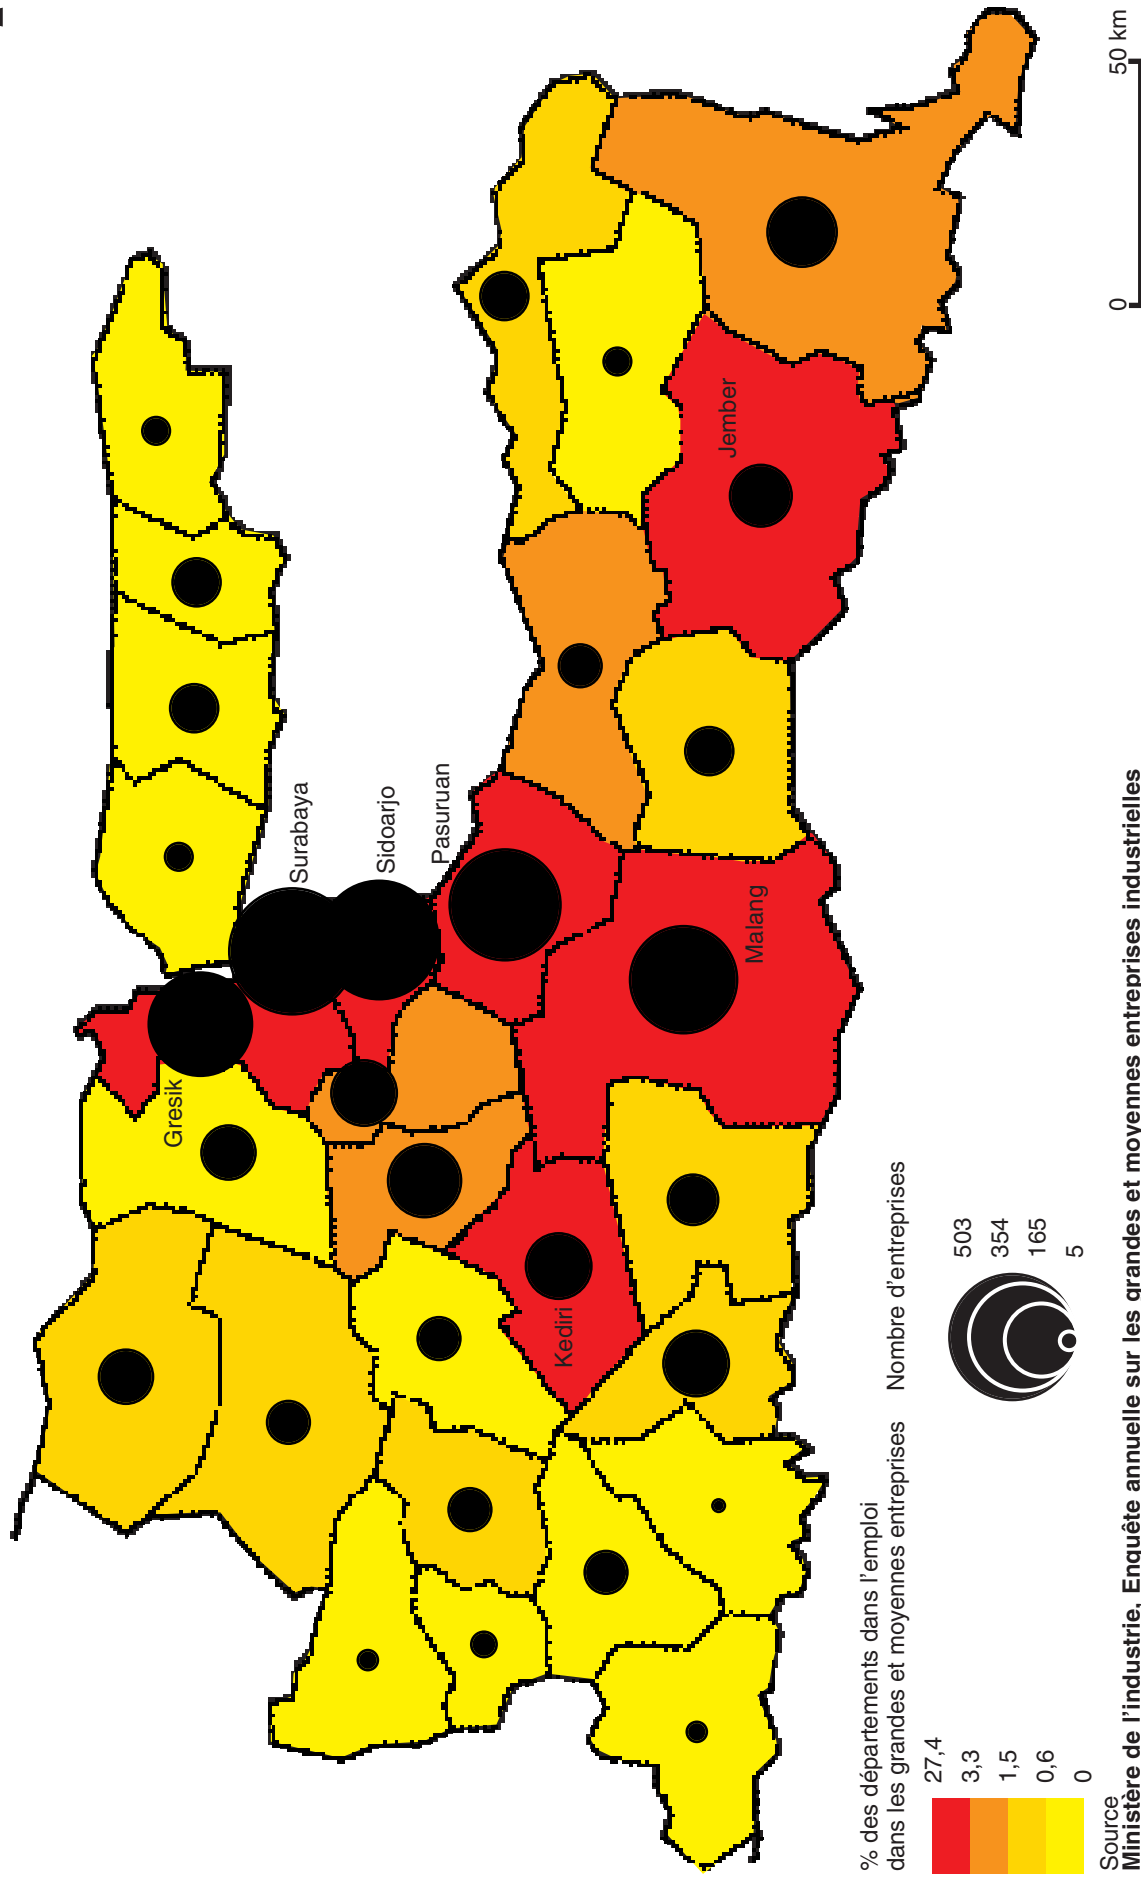 Gresik
Surabaya
Sidoarjo
Pasuruan
Kediri
Malang
Jember
% des départements dans l'emploi
dans les grandes et moyennes entreprises
27,4
3,3
1,5
0,6
0
Nombre d'entreprises
503
354
165
5
0
50 km
Source
Ministère de l'industrie. Enquête annuelle sur les grandes et moyennes entreprises industrielles